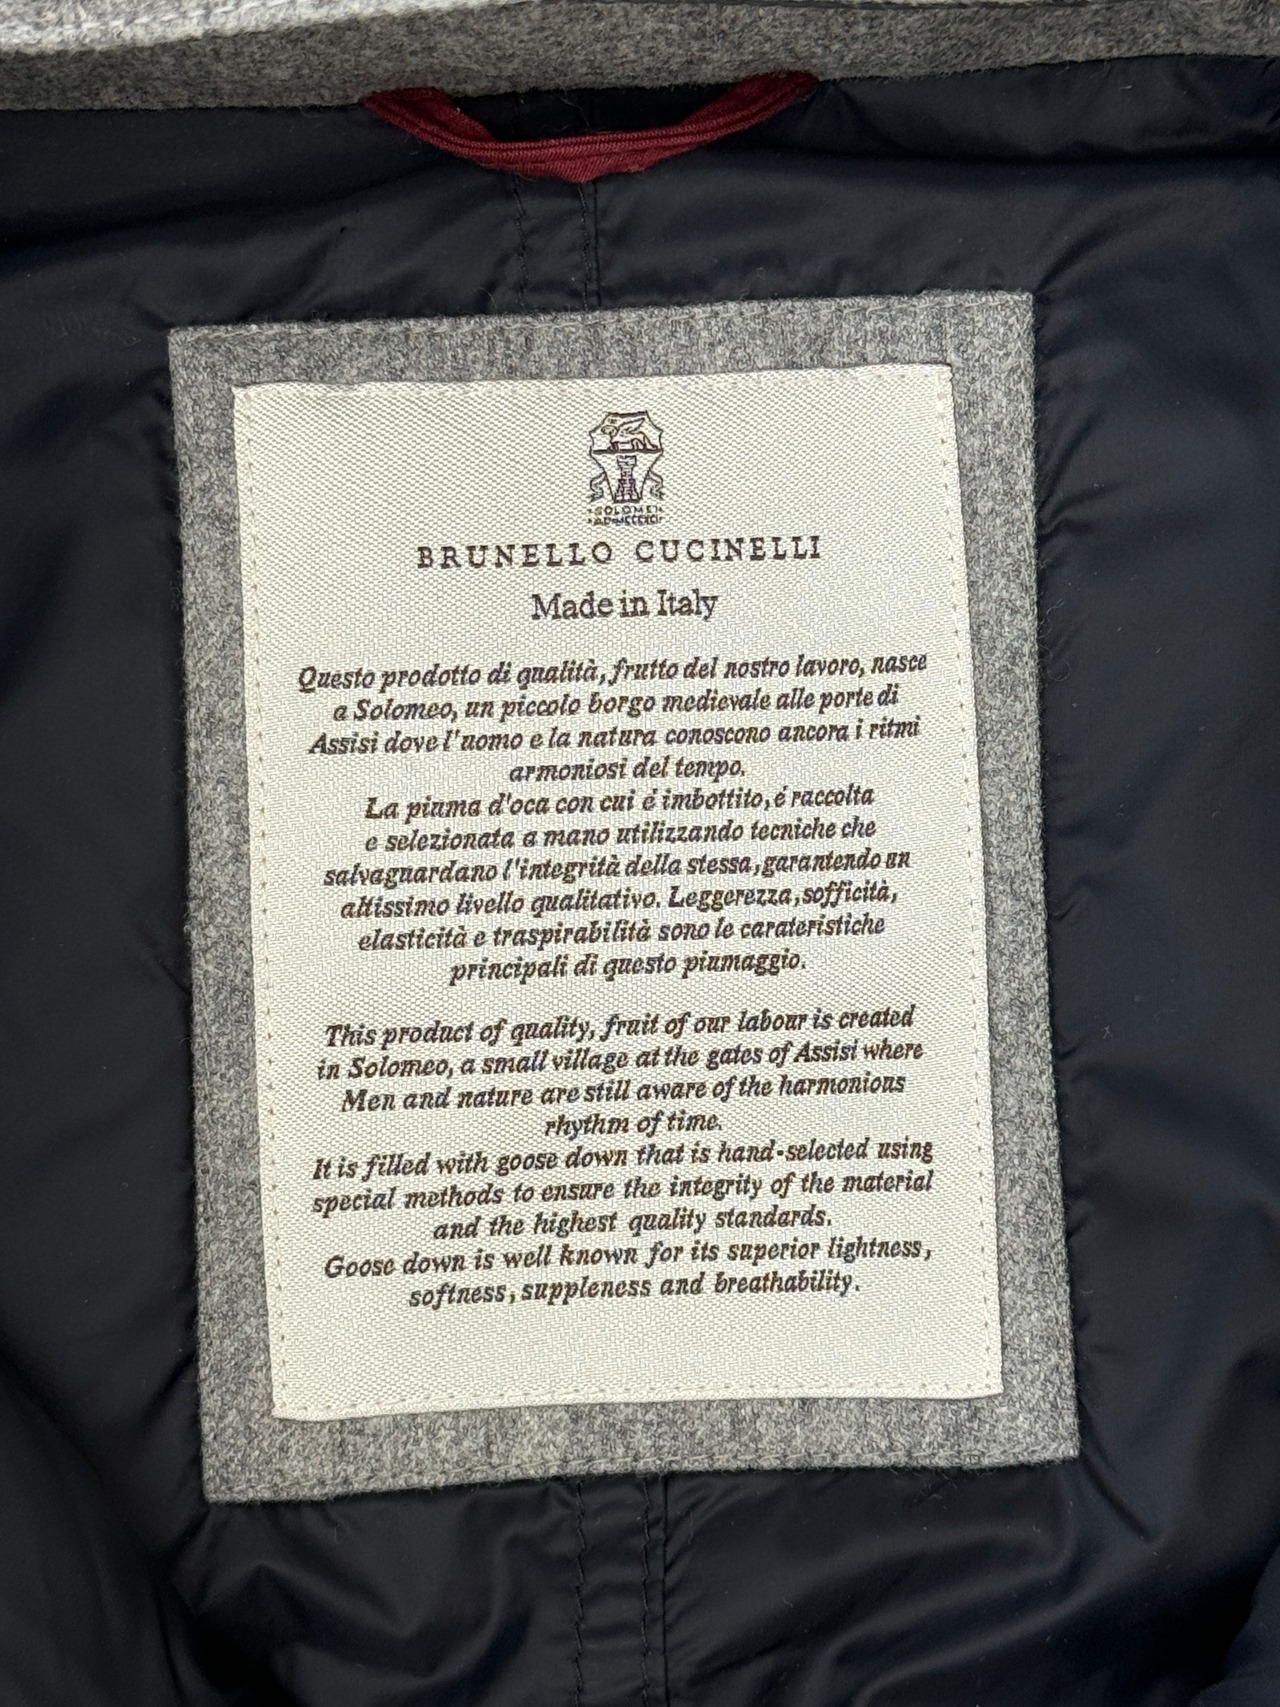 BRUNELLO CUCINELLI
Made in Italy
Questo prodotto di qualità, frutto del nostro lavoro, nasce
a Solomeo, un piccolo borgo medievale alle porte di
Assisi dove l'uomo e la natura conoscono ancora i ritmi
armoniosi del tempo.
La piuma d'oca con cui é imbottito, é raccolta
e selezionata a mano utilizzando tecniche che
salvaguardano l'integrità della stessa, garantendo un
altissimo livello qualitativo. Leggerezza, sofficità,
elasticità e traspirabilità sono le carateristiche
principali di questo piumaggio.
This product of quality, fruit of our labour is created
in Solomeo, a small village at the gates of Assisi where
Men and nature are still aware of the harmonious
rhythm of time.
It is filled with goose down that is hand-selected using
special methods to ensure the integrity of the material
and the highest quality standards.
Goose down is well known for its superior lightness,
softness, suppleness and breathability.